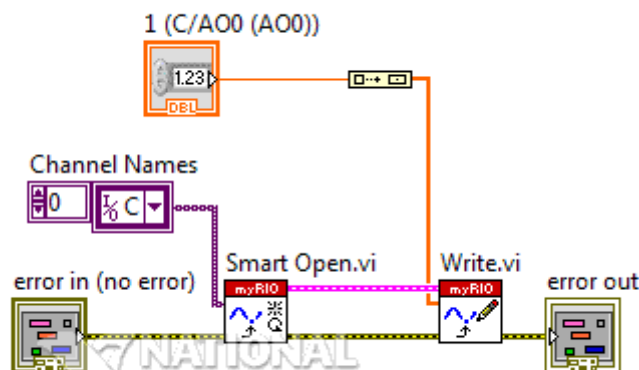 1 (C/AO0 (AO0))
1.23
DBL
Channel Names
0
I/O C
Smart Open.vi
Write.vi
error in (no error)
myRIO
myRIO
error out
NATIONAL